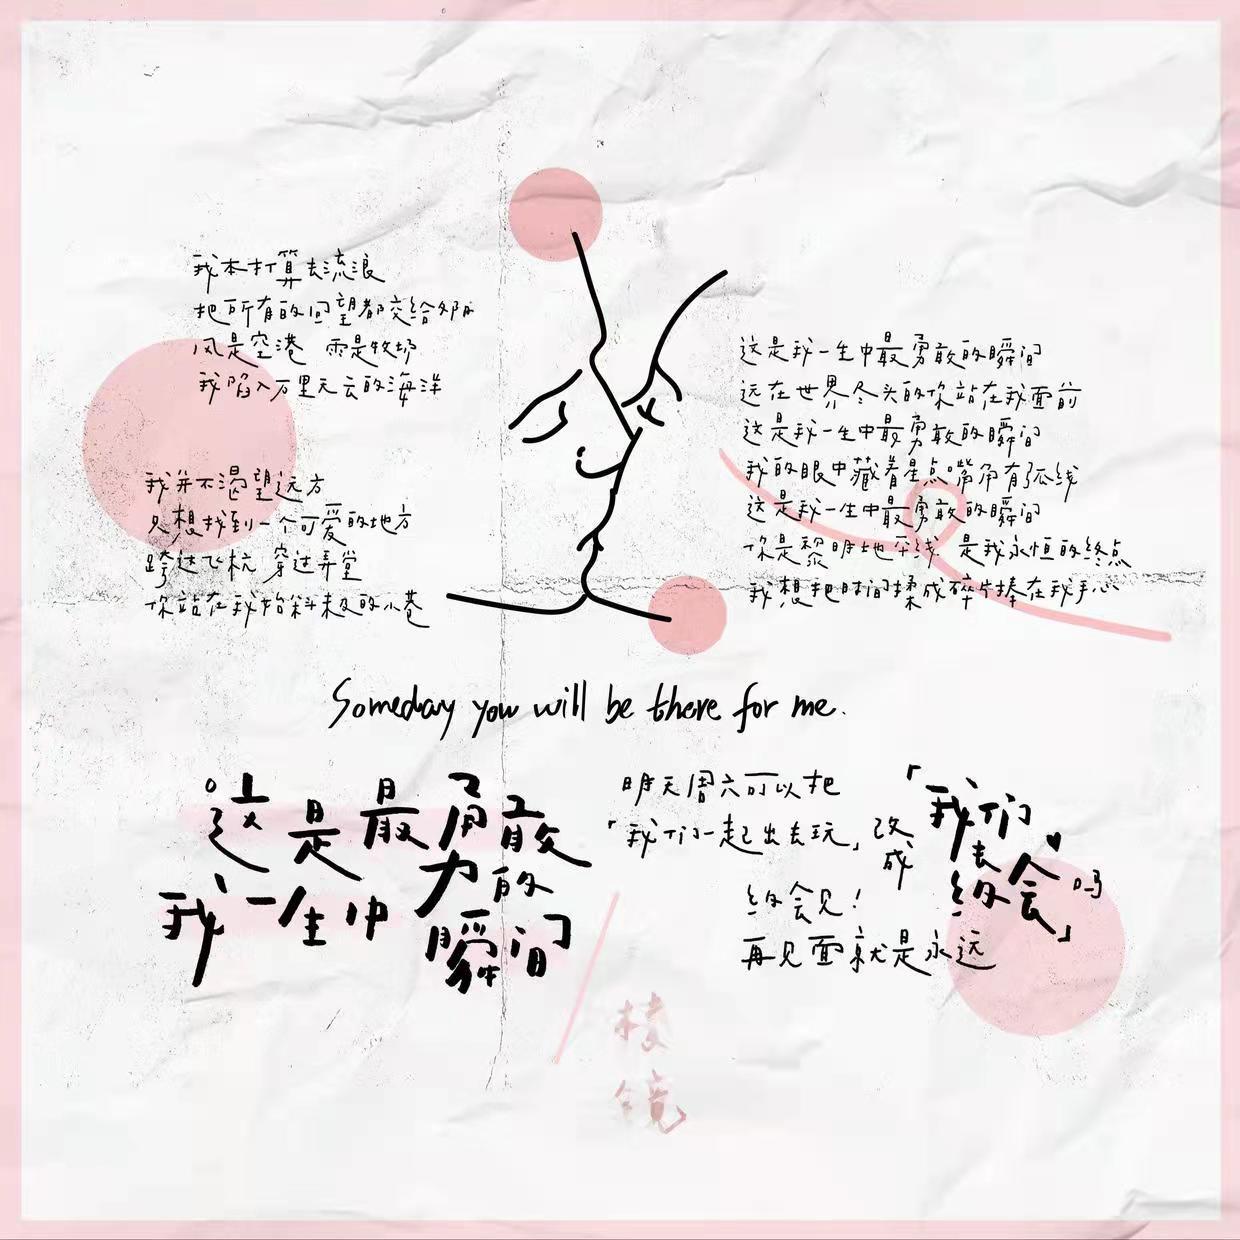 我本打算去流浪
把所有的回望都交给邻舟
风是空港 雨是牧场
我陷入万里无云的海洋
我并不渴望远方
只想找到一个可爱的地方
跨过飞机 穿过弄堂
你站在我抬斜来的小巷
这是我一生中最勇敢的瞬间
远在世界尽头的你站在我面前
这是我一生中最勇敢的瞬间
我的眼中藏着星点嘴角有弧线
这是我一生中最勇敢的瞬间
你是黎明地平线 是我永恒的终点
我想把时间揉成碎片捧在我手心
Someday you will be there for me.
这是最勇敢的
我一生中瞬间
明天周六可以把
「我们一起出去玩」改成
「我们去约会」吗
约会见!
再见面就是永远
棱镜